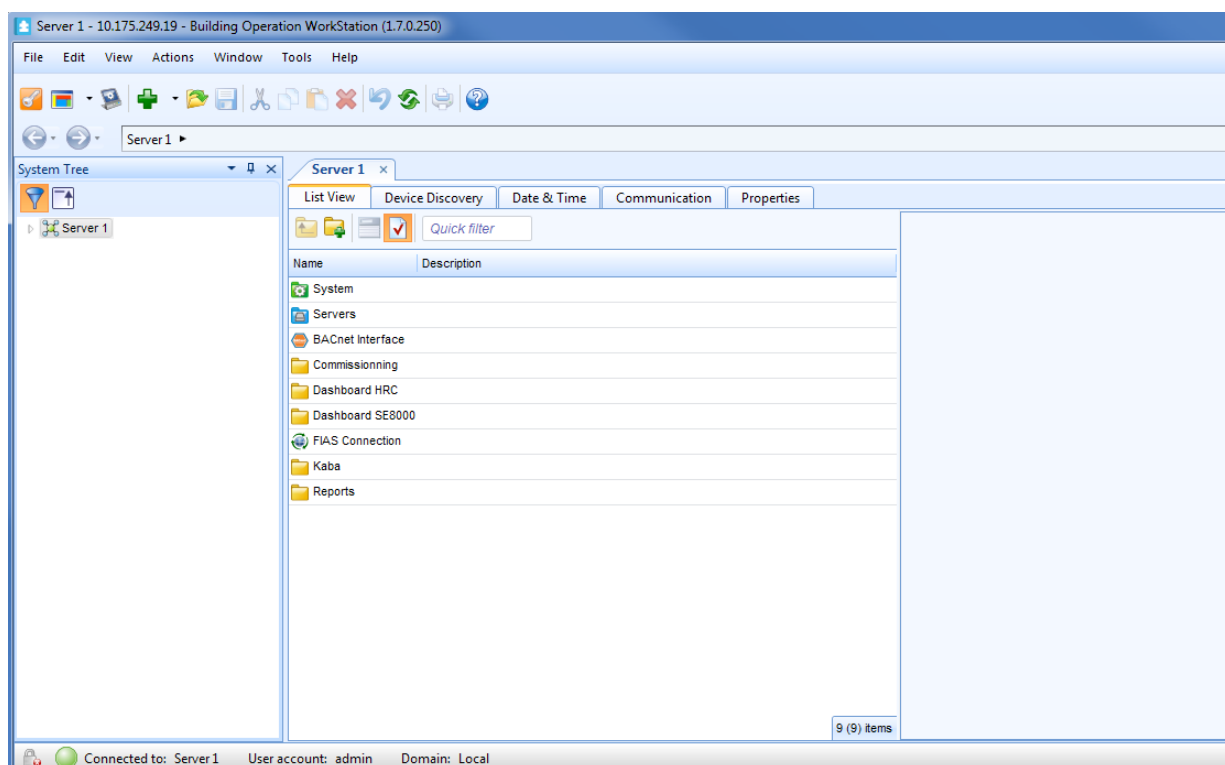 Server 1 - 10.175.249.19 - Building Operation WorkStation (1.7.0.250)
File Edit View Actions Window Tools Help
Server 1
System Tree
Server 1
Server 1
List View Device Discovery Date & Time Communication Properties
Quick filter
Name Description
System
Servers
BACnet Interface
Commissionning
Dashboard HRC
Dashboard SE8000
FIAS Connection
Kaba
Reports
9 (9) items
Connected to: Server 1 User account: admin Domain: Local